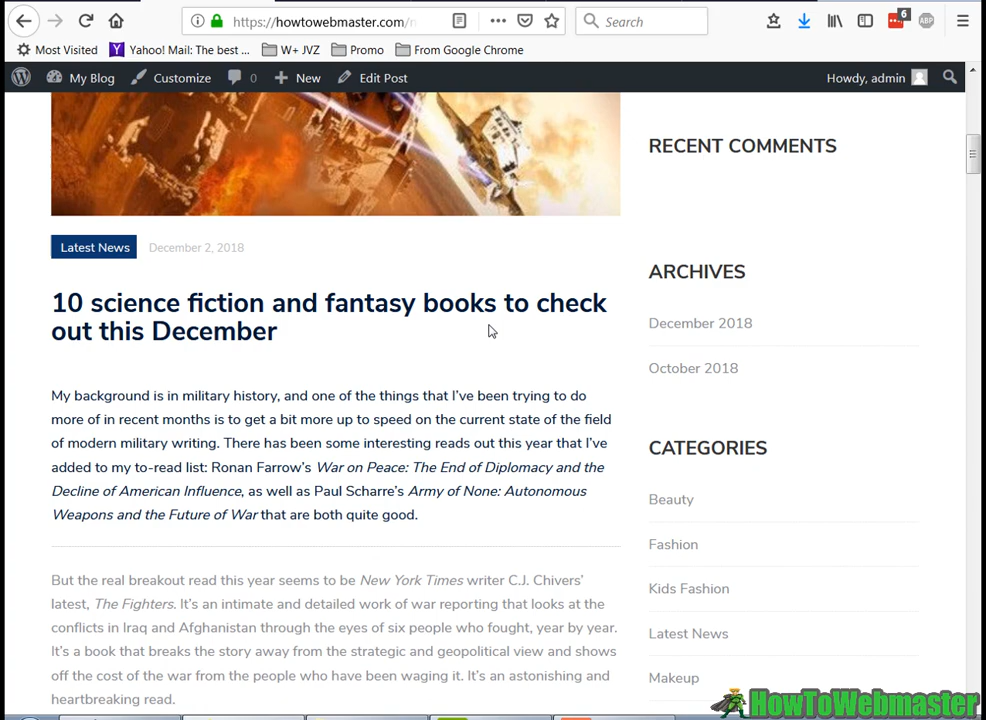 https://howtowebmaster.com/
Search
6
ABP
Most Visited
Yahoo! Mail: The best ...
W+ JVZ
Promo
From Google Chrome
My Blog
Customize
0
New
Edit Post
Howdy, admin
Latest News
December 2, 2018
10 science fiction and fantasy books to check
out this December
My background is in military history, and one of the things that I've been trying to do
more of in recent months is to get a bit more up to speed on the current state of the field
of modern military writing. There has been some interesting reads out this year that I've
added to my to-read list: Ronan Farrow's War on Peace: The End of Diplomacy and the
Decline of American Influence, as well as Paul Scharre's Army of None: Autonomous
Weapons and the Future of War that are both quite good.
But the real breakout read this year seems to be New York Times writer C.J. Chivers'
latest, The Fighters. It's an intimate and detailed work of war reporting that looks at the
conflicts in Iraq and Afghanistan through the eyes of six people who fought, year by year.
It's a book that breaks the story away from the strategic and geopolitical view and shows
off the cost of the war from the people who have been waging it. It's an astonishing and
heartbreaking read.
RECENT COMMENTS
ARCHIVES
December 2018
October 2018
CATEGORIES
Beauty
Fashion
Kids Fashion
Latest News
Makeup
HowToWebmaster